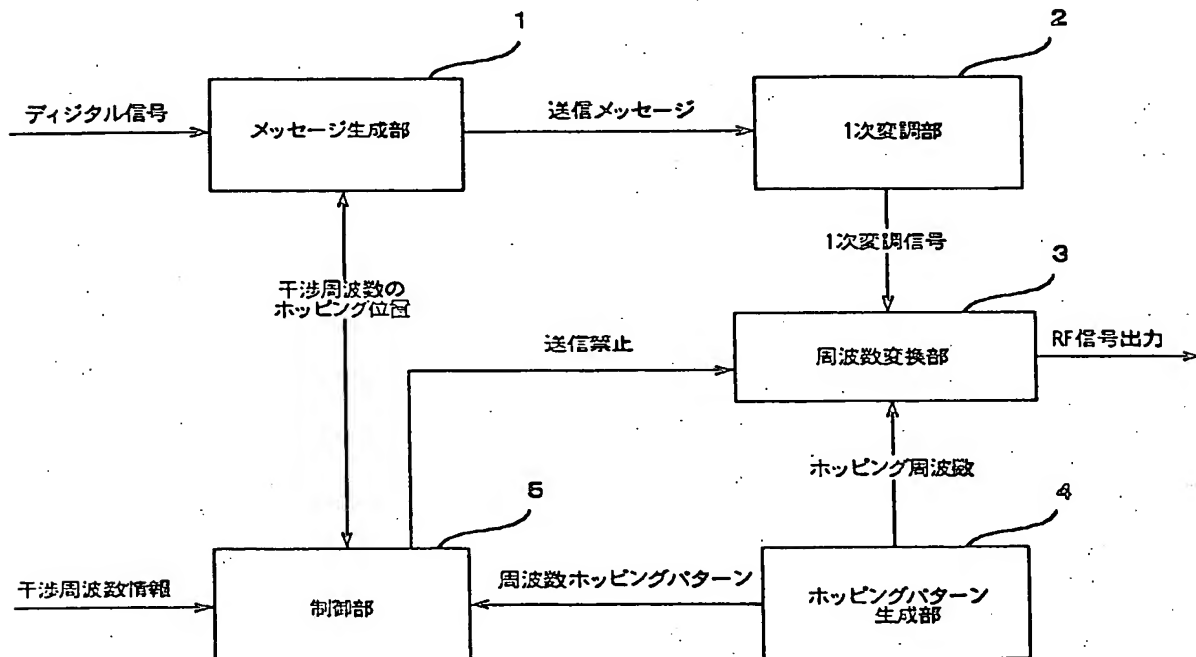 1
2
ディジタル信号
メッセージ生成部
送信メッセージ
1次変調部
1次変調信号
3
干渉周波数の
ホッピング位置
送信禁止
周波数変換部
RF信号出力
ホッピング周波数
5
4
干渉周波数情報
制御部
周波数ホッピングパターン
ホッピングパターン
生成部